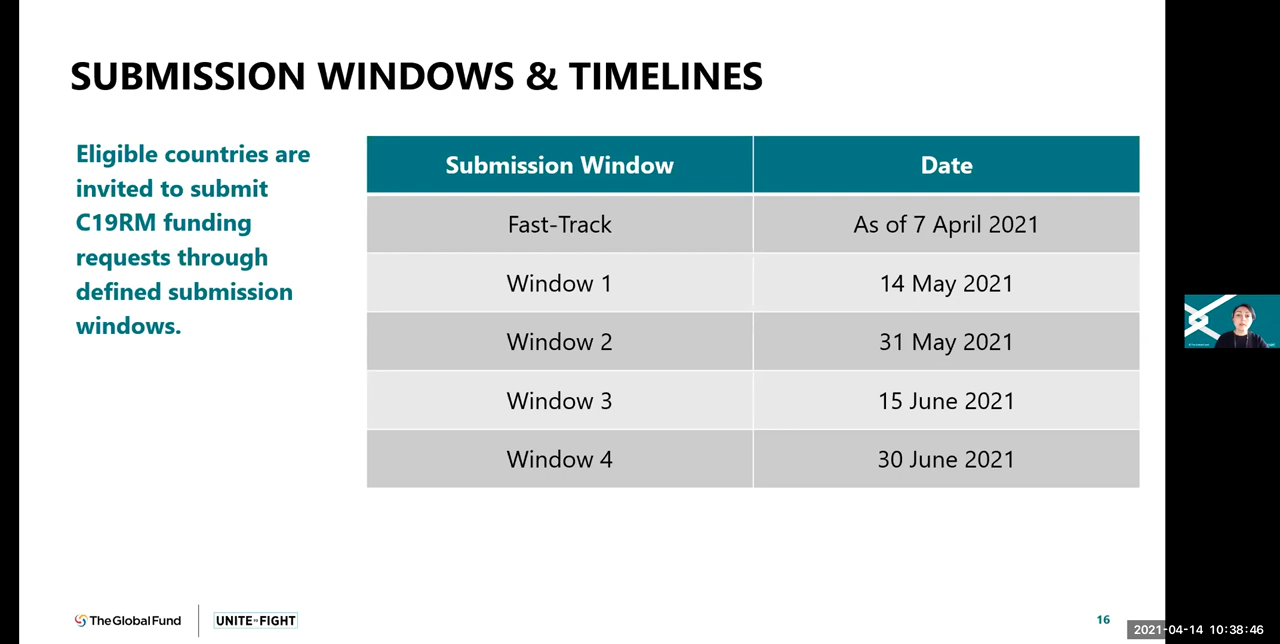 SUBMISSION WINDOWS & TIMELINES
Eligible countries are
invited to submit
C19RM funding
requests through
defined submission
windows.
Submission Window Date
Fast-Track As of 7 April 2021
Window 1 14 May 2021
Window 2 31 May 2021
Window 3 15 June 2021
Window 4 30 June 2021
The Global Fund
UNITE TO FIGHT
16
2021-04-14 10:38:46